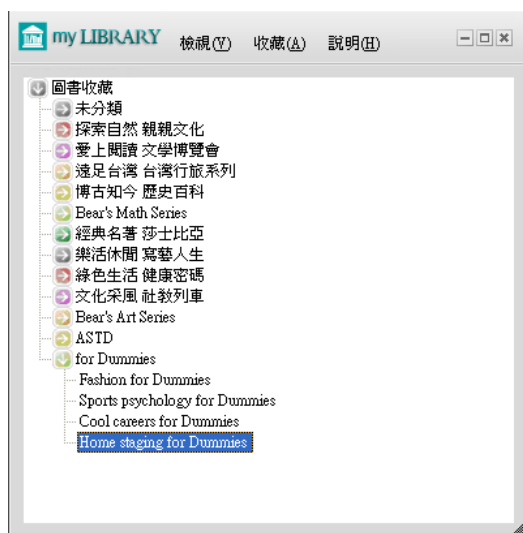 my LIBRARY 檢視(V) 收藏(A) 說明(H)
圖書收藏
未分類
探索自然 親親文化
愛上閱讀 文學博覽會
遠足台灣 台灣行旅系列
博古知今 歷史百科
Bear's Math Series
經典名著 莎士比亞
樂活休閒 寫藝人生
綠色生活 健康密碼
文化采風 社教列車
Bear's Art Series
ASTD
for Dummies
Fashion for Dummies
Sports psychology for Dummies
Cool careers for Dummies
Home staging for Dummies